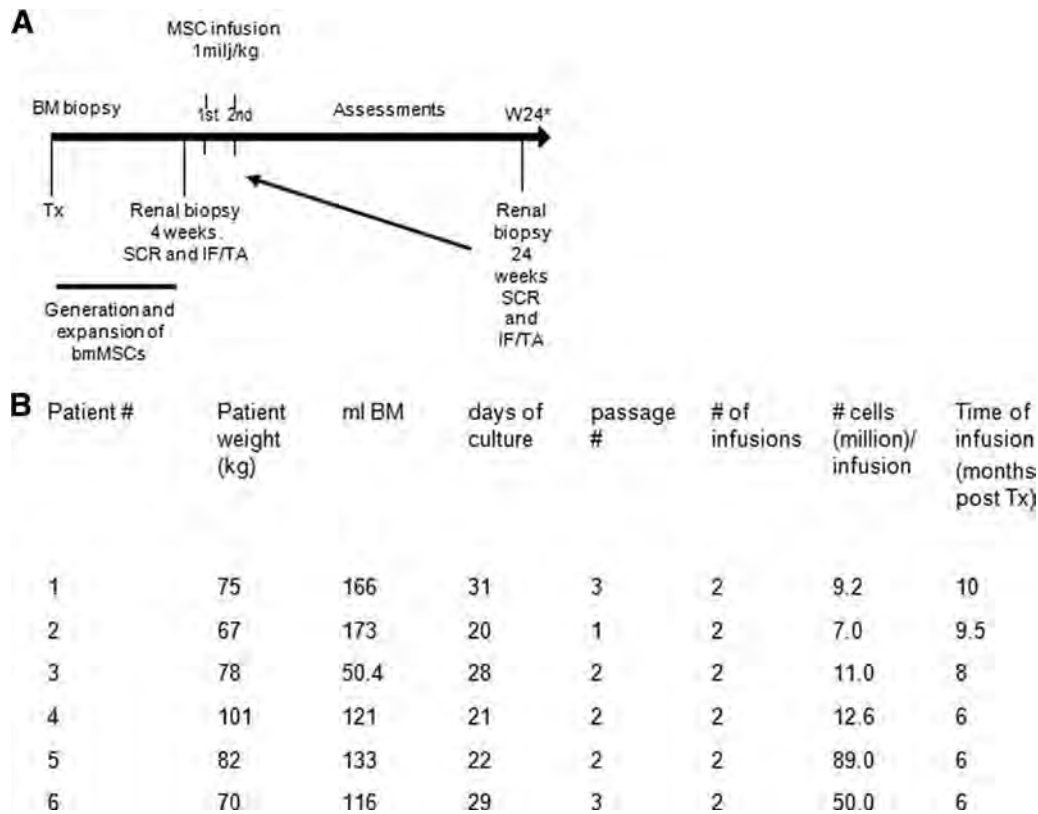 A
MSC infusion
1milj/kg
BM biopsy
1st 2nd
Assessments
W24*
Tx
Renal biopsy
4 weeks
SCR and IF/TA
Renal
biopsy
24
weeks
SCR
and
IF/TA
Generation and
expansion of
bmMSCs
B
Patient # Patient ml BM days of passage # of # cells Time of
weight culture # infusions (million)/ infusion
(kg) infusion (months
post Tx)
1 75 166 31 3 2 9.2 10
2 67 173 20 1 2 7.0 9.5
3 78 50.4 28 2 2 11.0 8
4 101 121 21 2 2 12.6 6
5 82 133 22 2 2 89.0 6
6 70 116 29 3 2 50.0 6